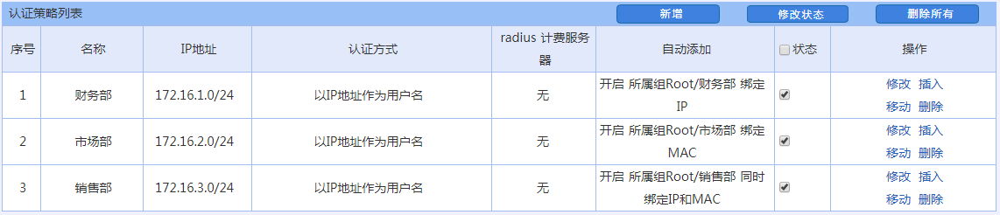 认证策略列表 新增 修改状态 删除所有
序号 名称 IP地址 认证方式 radius 计费服务器 自动添加 状态 操作
1 财务部 172.16.1.0/24 以IP地址作为用户名 无 开启 所属组Root/财务部 绑定IP 修改 插入 移动 删除
2 市场部 172.16.2.0/24 以IP地址作为用户名 无 开启 所属组Root/市场部 绑定MAC 修改 插入 移动 删除
3 销售部 172.16.3.0/24 以IP地址作为用户名 无 开启 所属组Root/销售部 同时绑定IP和MAC 修改 插入 移动 删除